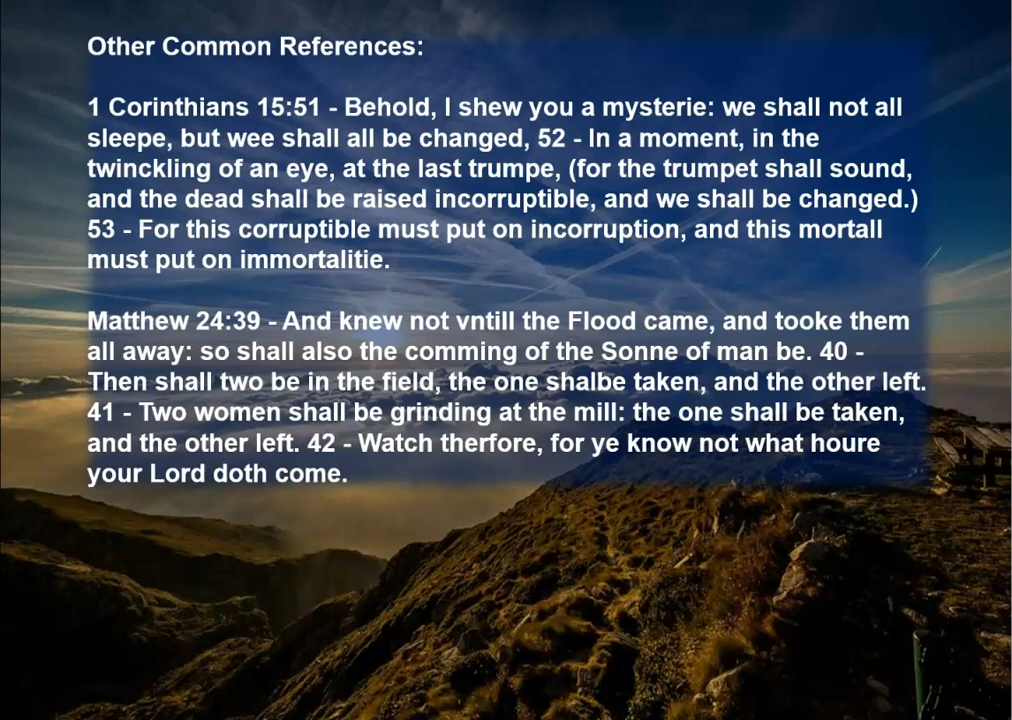 Other Common References:
1 Corinthians 15:51 - Behold, I shew you a mysterie: we shall not all
sleepe, but wee shall all be changed, 52 - In a moment, in the
twinckling of an eye, at the last trumpe, (for the trumpet shall sound,
and the dead shall be raised incorruptible, and we shall be changed.)
53 - For this corruptible must put on incorruption, and this mortall
must put on immortalitie.
Matthew 24:39 - And knew not vntill the Flood came, and tooke them
all away: so shall also the comming of the Sonne of man be. 40 -
Then shall two be in the field, the one shalbe taken, and the other left.
41 - Two women shall be grinding at the mill: the one shall be taken,
and the other left. 42 - Watch therfore, for ye know not what houre
your Lord doth come.